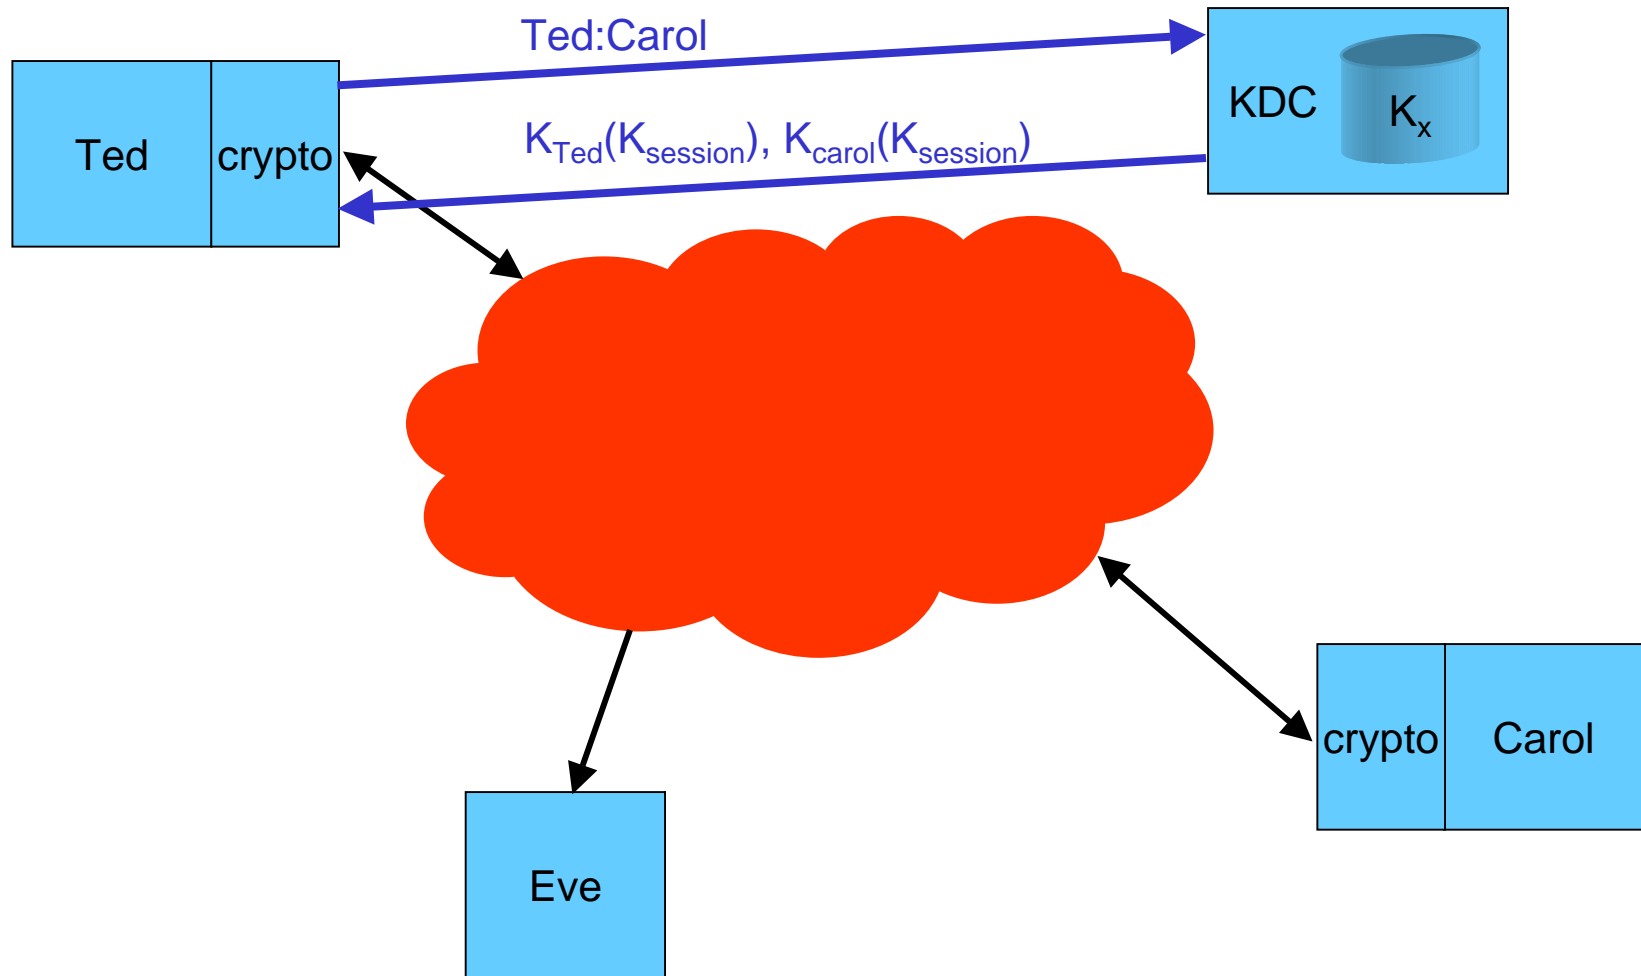 Ted:Carol
KDC
Kx
Ted
crypto
KTed(Ksession), Kcarol(Ksession)
crypto
Carol
Eve